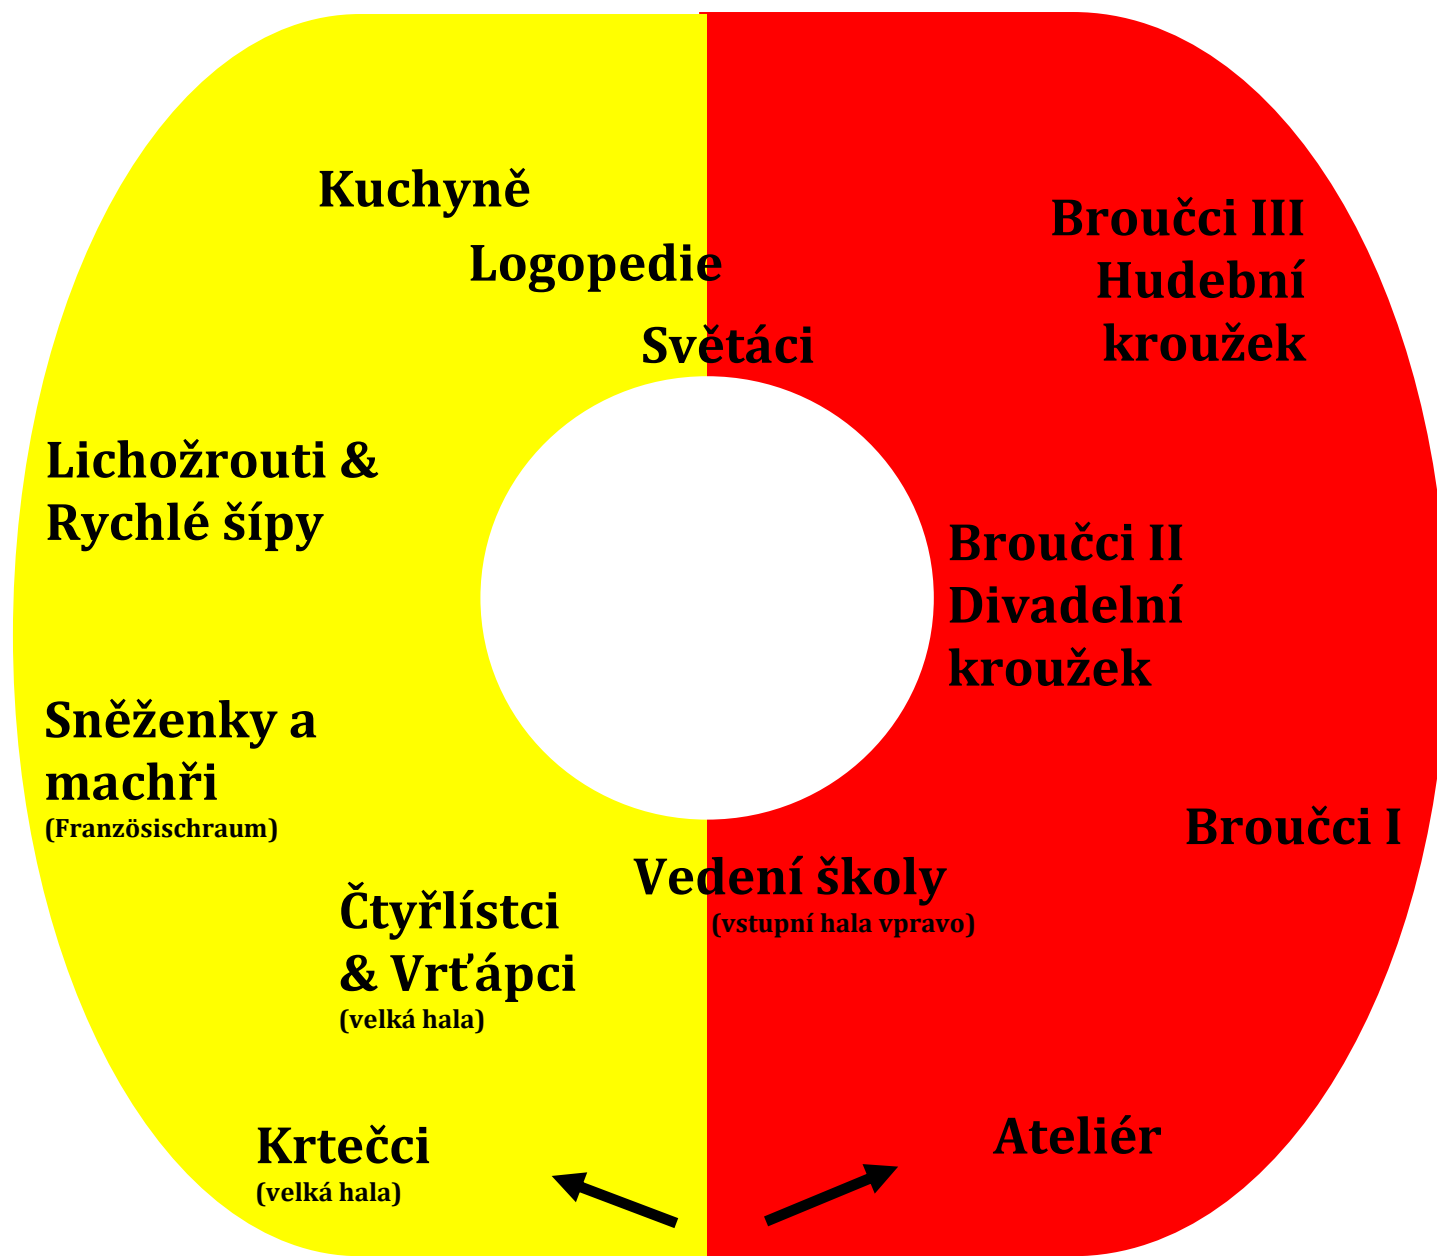 Kuchyně
Logopedie
Světáci
Broučci III
Hudební
kroužek
Lichožrouti &
Rychlé šípy
Broučci II
Divadelní
kroužek
Sněženky a
machři
(Französischraum)
Broučci I
Vedení školy
(vstupní hala vpravo)
Čtyřlístci
& Vrťápci
(velká hala)
Krtečci
(velká hala)
Ateliér